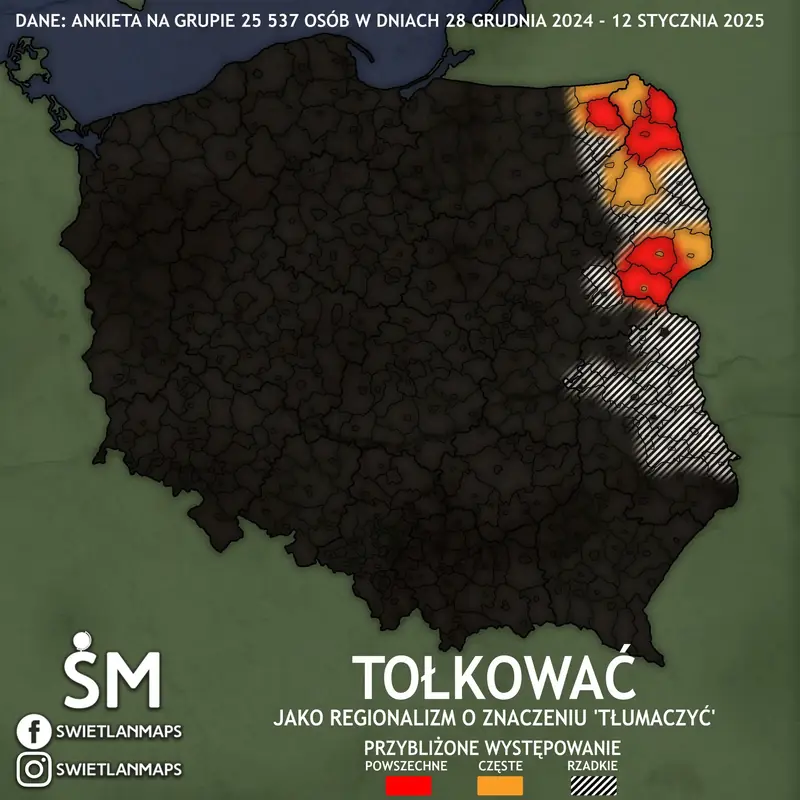 DANE: ANKIETA NA GRUPIE 25 537 OSÓB W DNIACH 28 GRUDNIA 2024 - 12 STYCZNIA 2025
ŚM
SWIETLANMAPS
SWIETLANMAPS
TOŁKOWAĆ
JAKO REGIONALIZM O ZNACZENIU 'TŁUMACZYĆ'
PRZYBLIŻONE WYSTĘPOWANIE
POWSZECHNE CZĘSTE RZADKIE